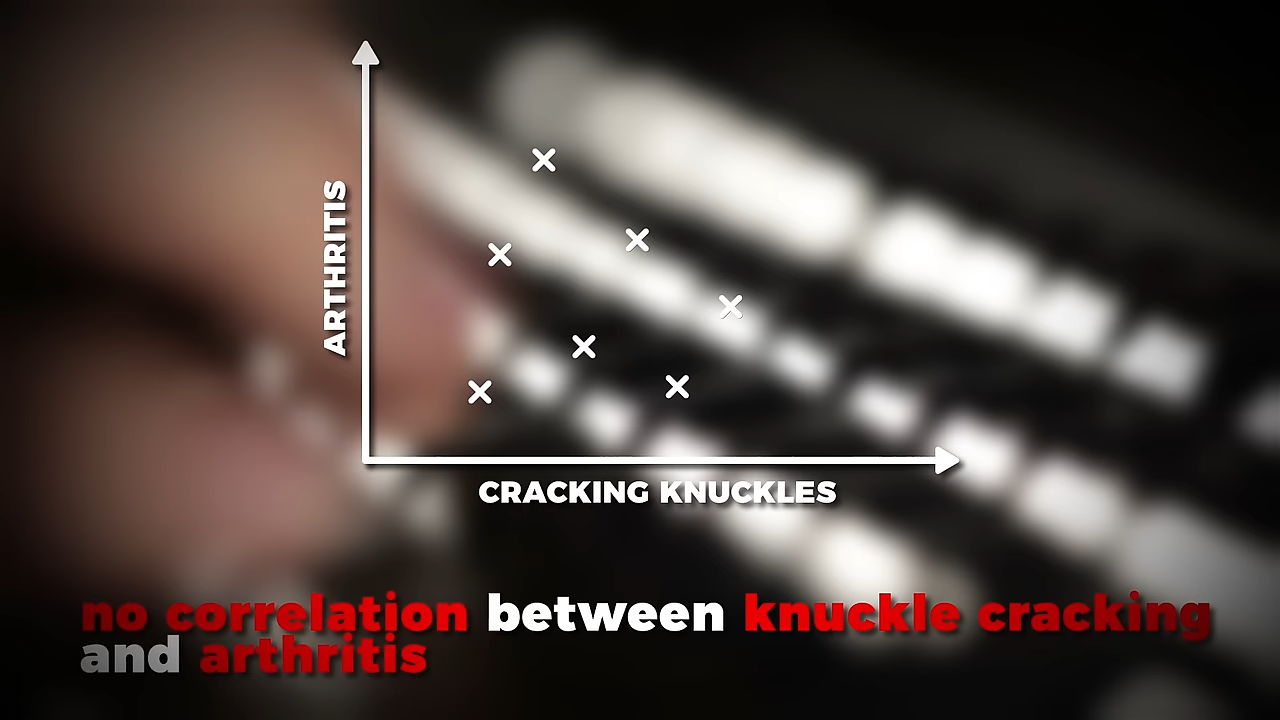 ARTHRITIS
CRACKING KNUCKLES
no correlation between knuckle cracking
and arthritis